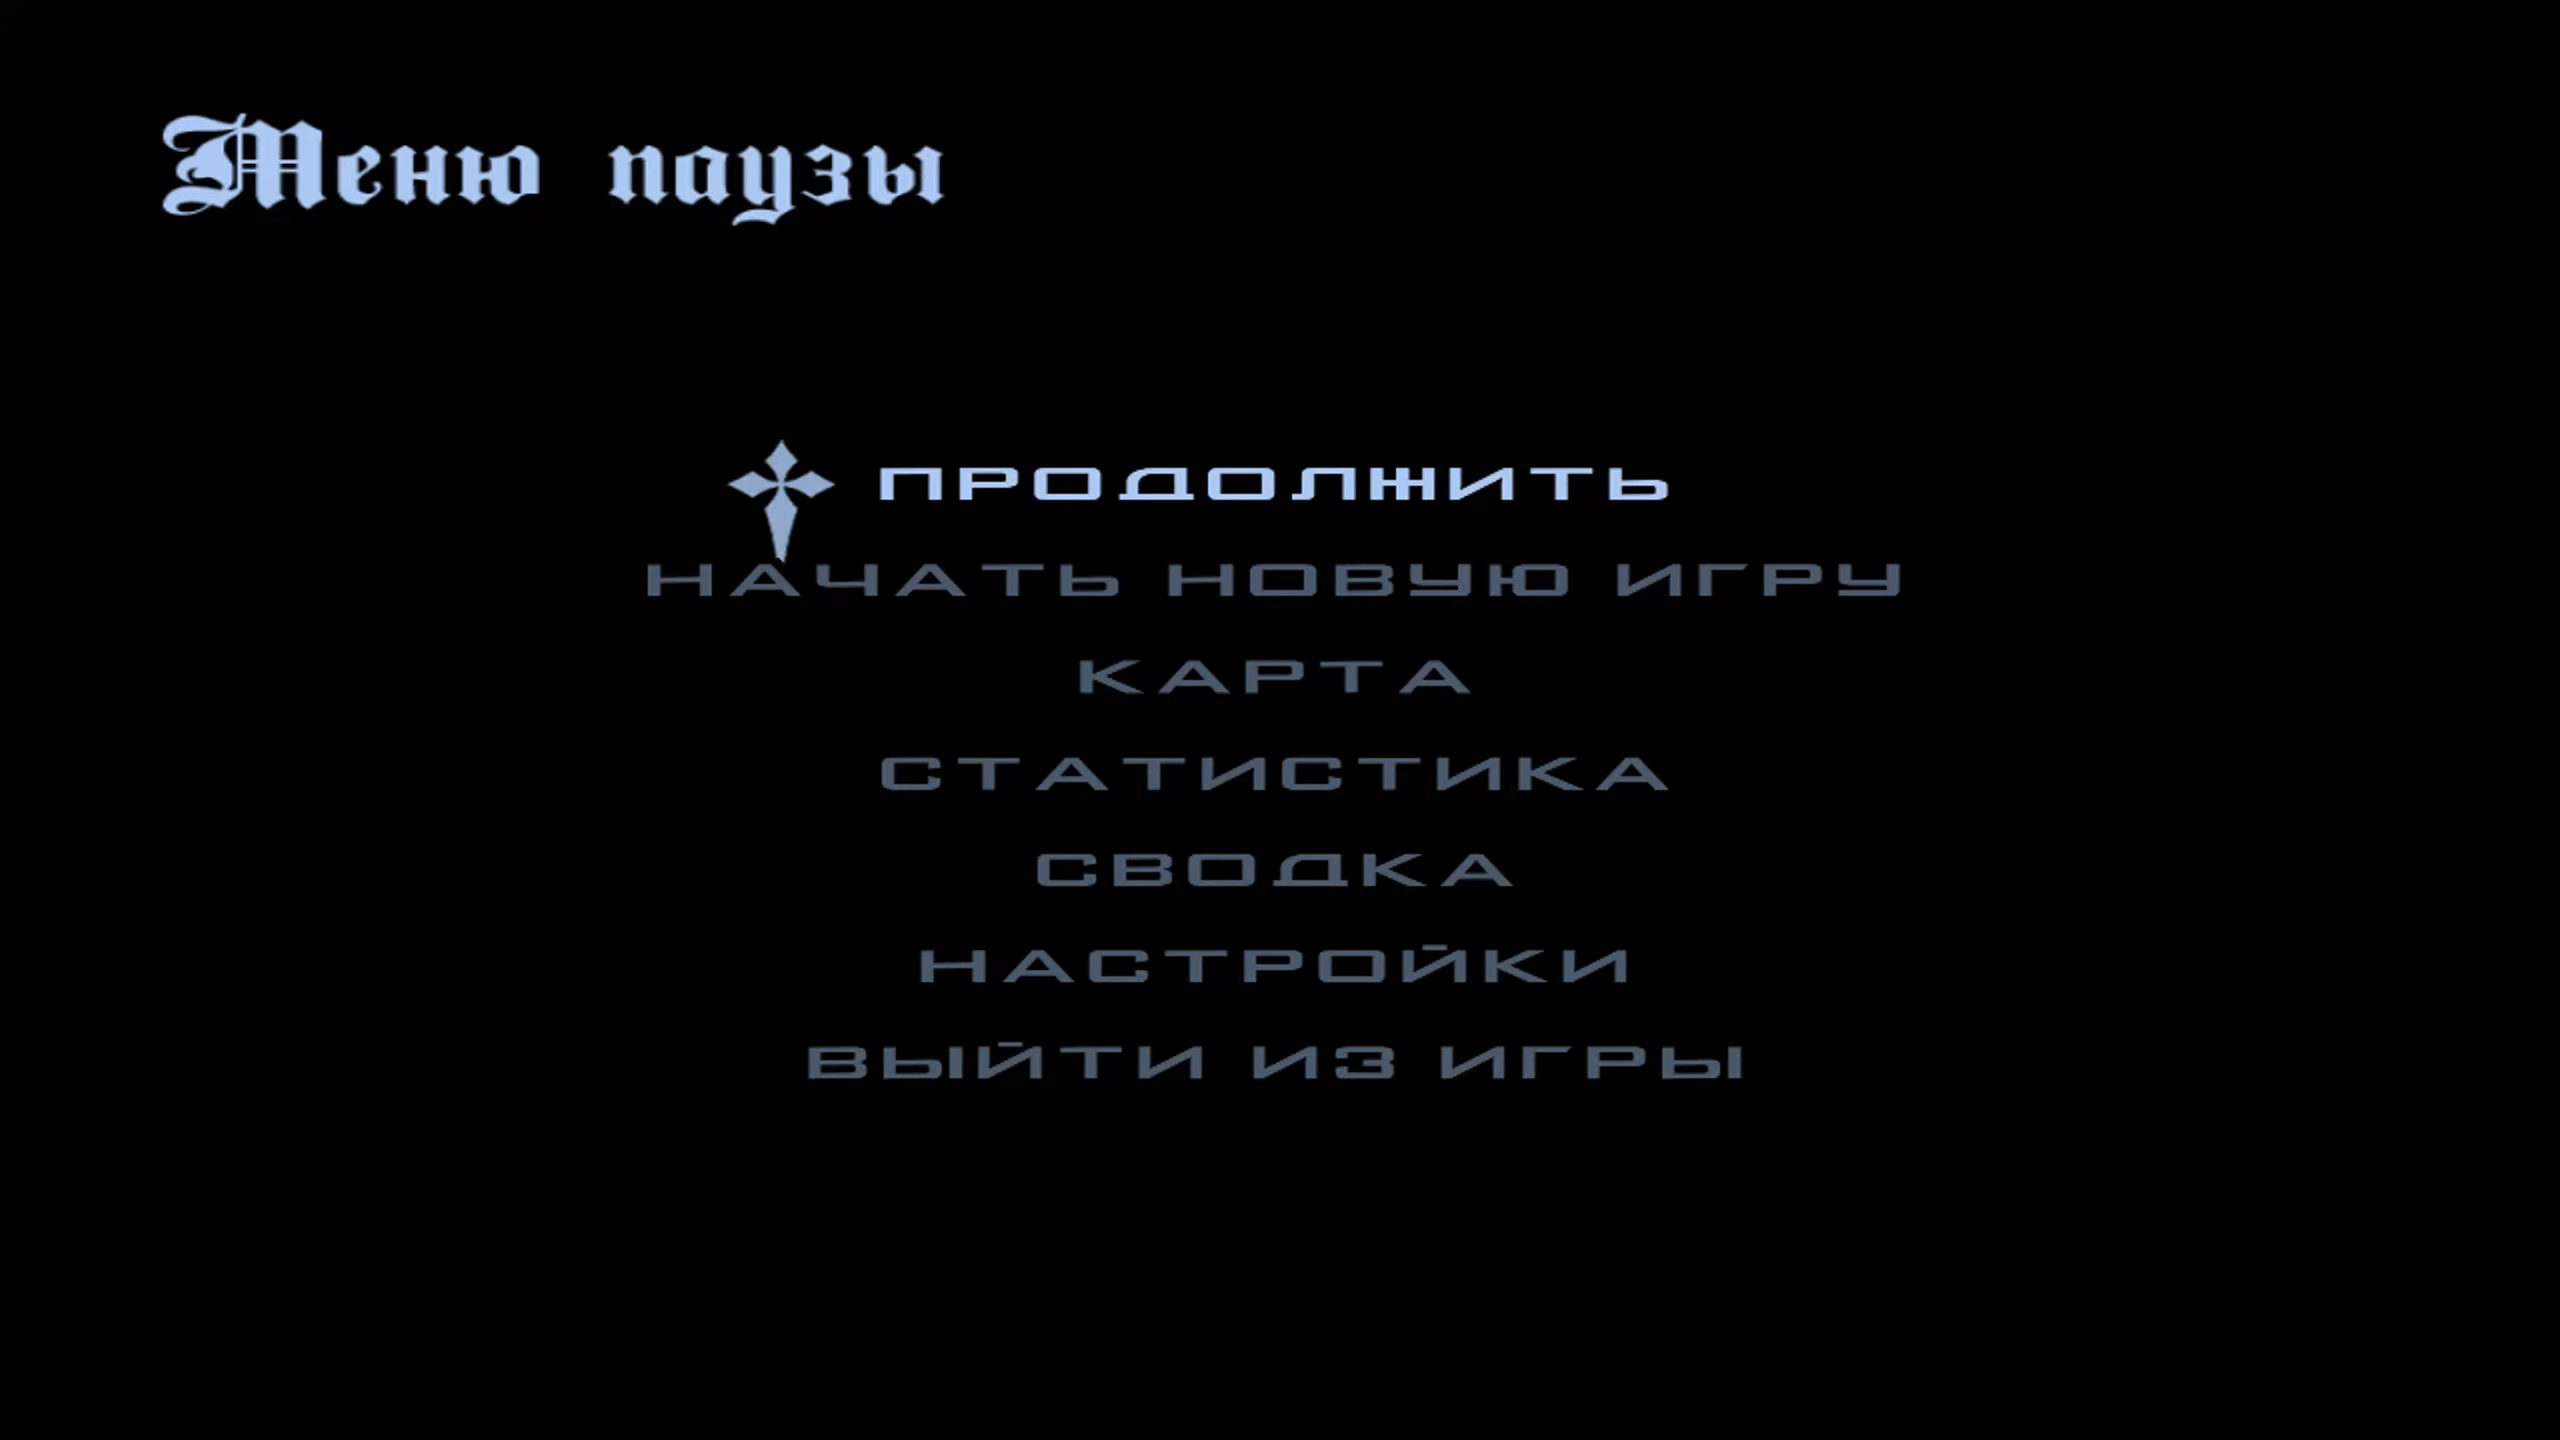 Меню паузы
ПРОДОЛЖИТЬ
НАЧАТЬ НОВУЮ ИГРУ
КАРТА
СТАТИСТИКА
СВОДКА
НАСТРОЙКИ
ВЫЙТИ ИЗ ИГРЫ